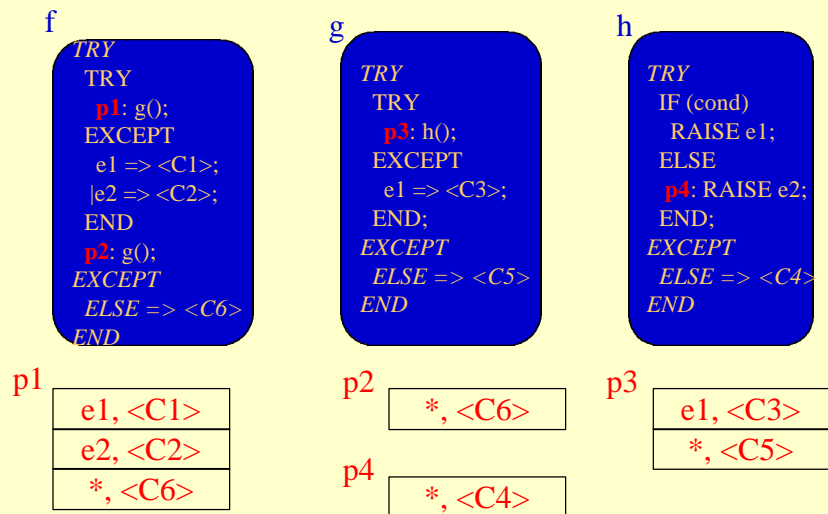 f
TRY
TRY
p1: g();
EXCEPT
e1 => <C1>;
|e2 => <C2>;
END
p2: g();
EXCEPT
ELSE => <C6>
END
g
TRY
TRY
p3: h();
EXCEPT
e1 => <C3>;
END;
EXCEPT
ELSE => <C5>
END
h
TRY
IF (cond)
RAISE e1;
ELSE
p4: RAISE e2;
END;
EXCEPT
ELSE => <C4>
END
p1
e1, <C1>
e2, <C2>
*, <C6>
p2
*, <C6>
p4
*, <C4>
p3
e1, <C3>
*, <C5>